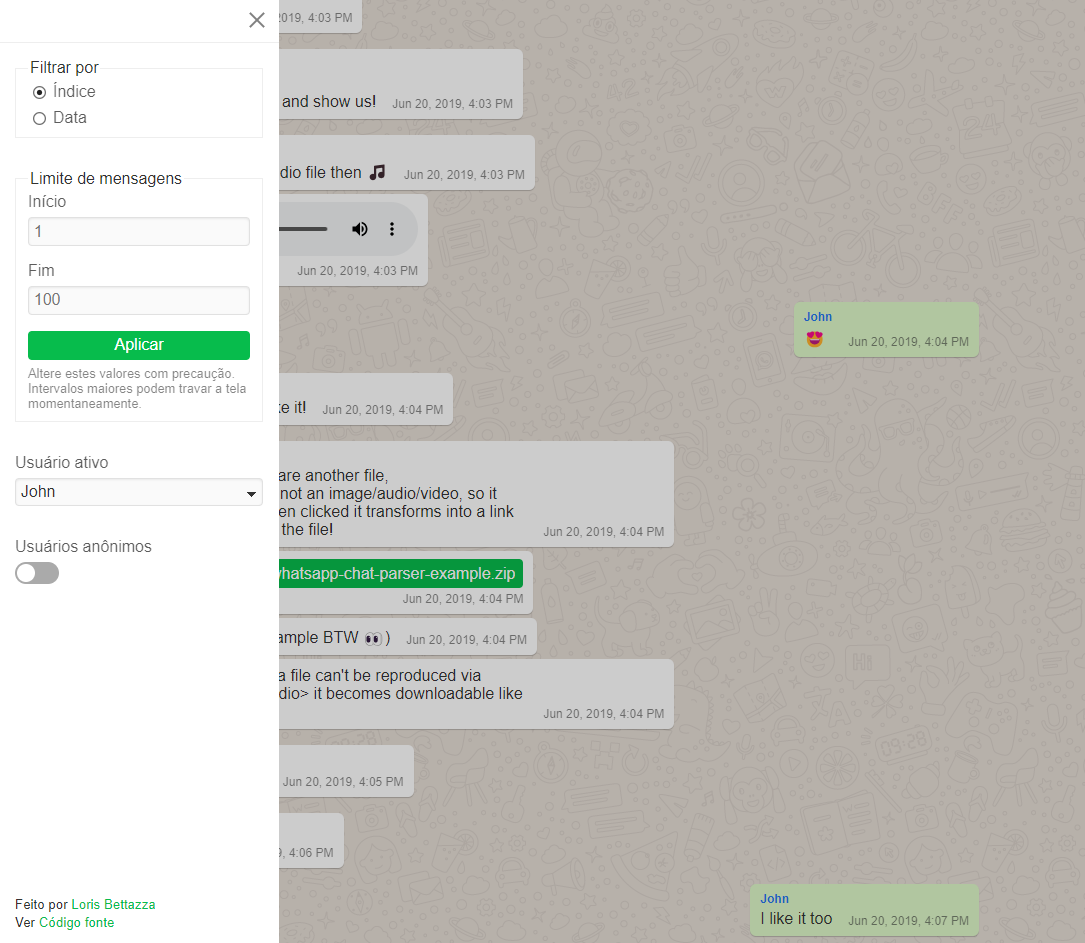 Filtrar por
Índice
Data
Limite de mensagens
Início
1
Fim
100
Aplicar
Altere estes valores com precaução.
Intervalos maiores podem travar a tela
momentaneamente.
Usuário ativo
John
Usuários anônimos
Feito por Loris Bettazza
Ver Código fonte
2019, 4:03 PM
and show us! Jun 20, 2019, 4:03 PM
dio file then 🎵 Jun 20, 2019, 4:03 PM
Jun 20, 2019, 4:03 PM
John
😍 Jun 20, 2019, 4:04 PM
ke it! Jun 20, 2019, 4:04 PM
are another file,
not an image/audio/video, so it
en clicked it transforms into a link
the file!
Jun 20, 2019, 4:04 PM
whatsapp-chat-parser-example.zip
Jun 20, 2019, 4:04 PM
ample BTW 👀 ) Jun 20, 2019, 4:04 PM
a file can't be reproduced via
dio> it becomes downloadable like
Jun 20, 2019, 4:04 PM
Jun 20, 2019, 4:05 PM
9, 4:06 PM
John
I like it too Jun 20, 2019, 4:07 PM